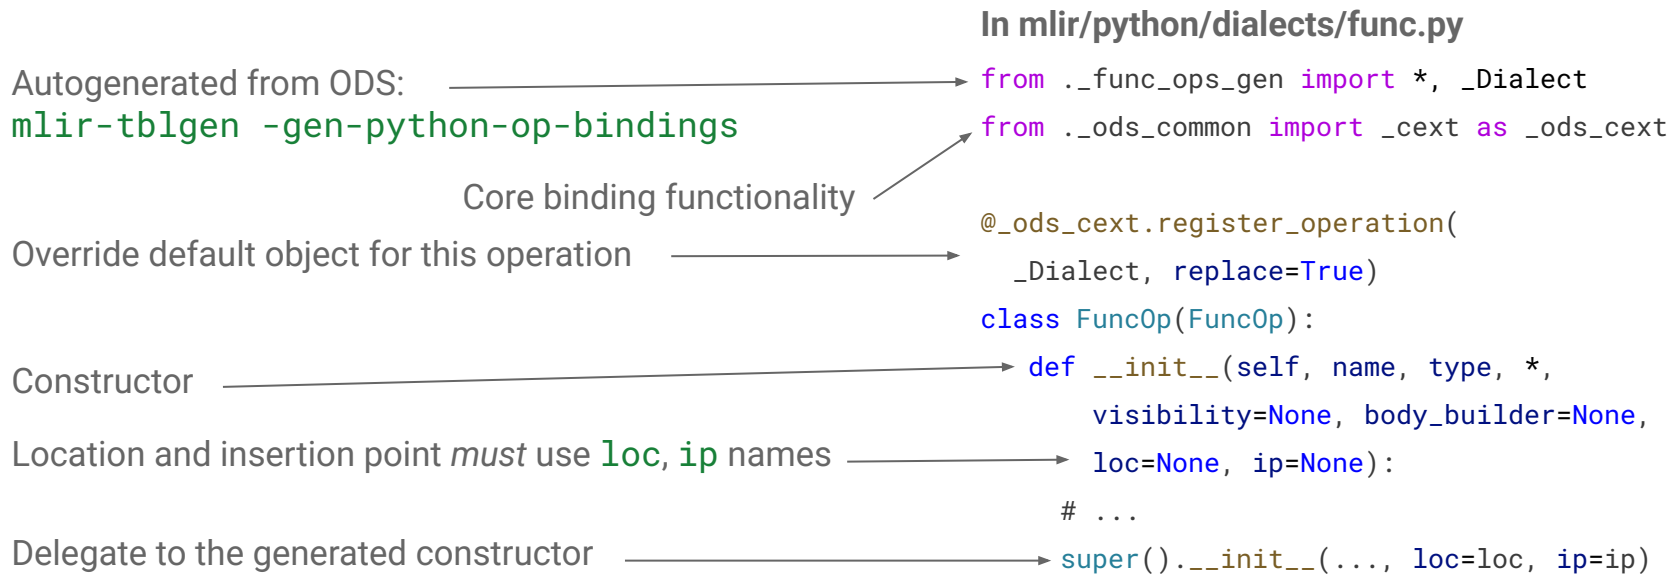 In mlir/python/dialects/func.py
Autogenerated from ODS:
mlir-tblgen -gen-python-op-bindings
from ._func_ops_gen import *, _Dialect
from ._ods_common import _cext as _ods_cext
Core binding functionality
Override default object for this operation
@_ods_cext.register_operation(
_Dialect, replace=True)
class FuncOp(FuncOp):
Constructor
def __init__(self, name, type, *,
visibility=None, body_builder=None,
Location and insertion point must use loc, ip names
loc=None, ip=None):
# ...
Delegate to the generated constructor
super().__init__(..., loc=loc, ip=ip)